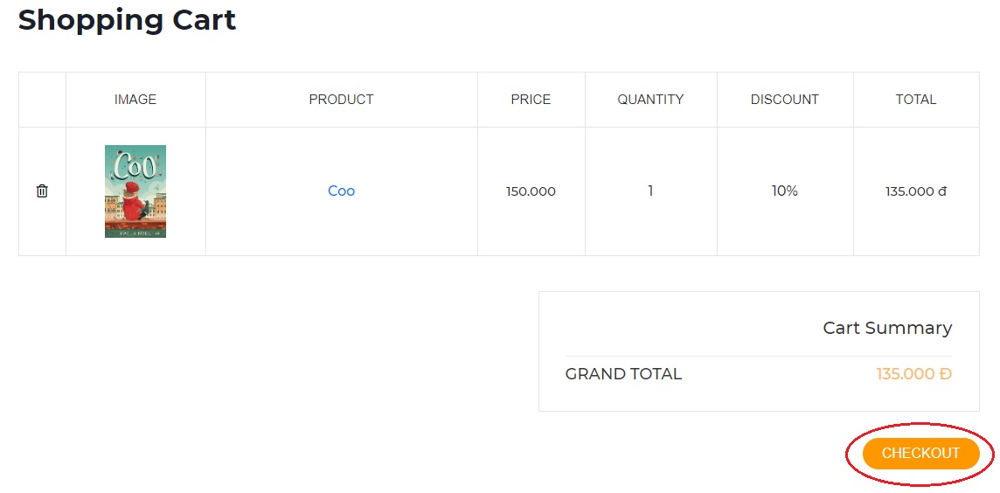 Shopping Cart
IMAGE PRODUCT PRICE QUANTITY DISCOUNT TOTAL
Coo
Coo 150.000 1 10% 135.000 đ
Cart Summary
GRAND TOTAL 135.000 Đ
CHECKOUT